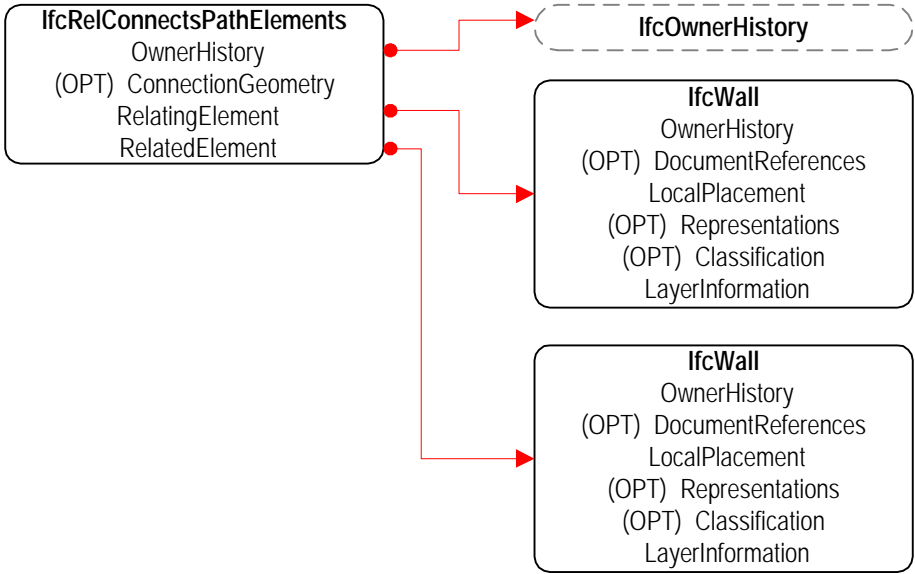 IfcRelConnectsPathElements
OwnerHistory
(OPT) ConnectionGeometry
RelatingElement
RelatedElement
IfcOwnerHistory
IfcWall
OwnerHistory
(OPT) DocumentReferences
LocalPlacement
(OPT) Representations
(OPT) Classification
LayerInformation
IfcWall
OwnerHistory
(OPT) DocumentReferences
LocalPlacement
(OPT) Representations
(OPT) Classification
LayerInformation